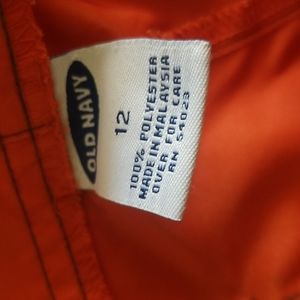 OLD NAVY
12
100% POLYESTER
MADE IN MALAYSIA
OVER FOR CARE
RN 54023